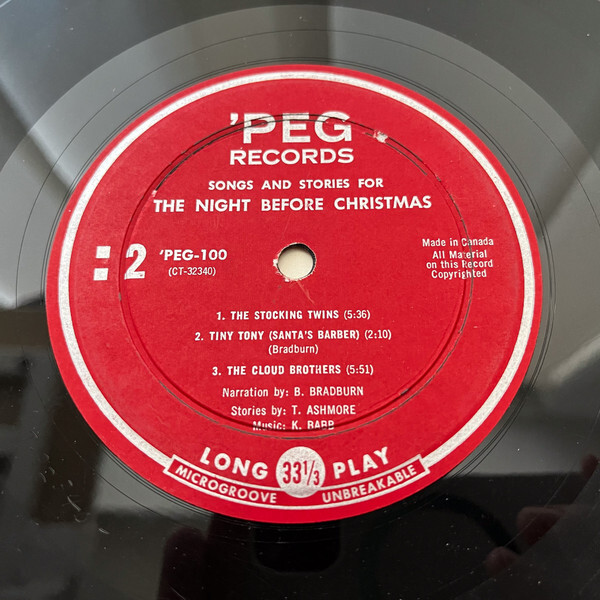 'PEG
RECORDS
SONGS AND STORIES FOR
THE NIGHT BEFORE CHRISTMAS
:2
'PEG-100
(CT-32340)
Made in Canada
All Material
on this Record
Copyrighted
1. THE STOCKING TWINS (5:36)
2. TINY TONY (SANTA'S BARBER) (2:10)
(Bradburn)
3. THE CLOUD BROTHERS (5:51)
Narration by: B. BRADBURN
Stories by: T. ASHMORE
Music: K. BABB
LONG 33 1/3 PLAY
MICROGROOVE UNBREAKABLE